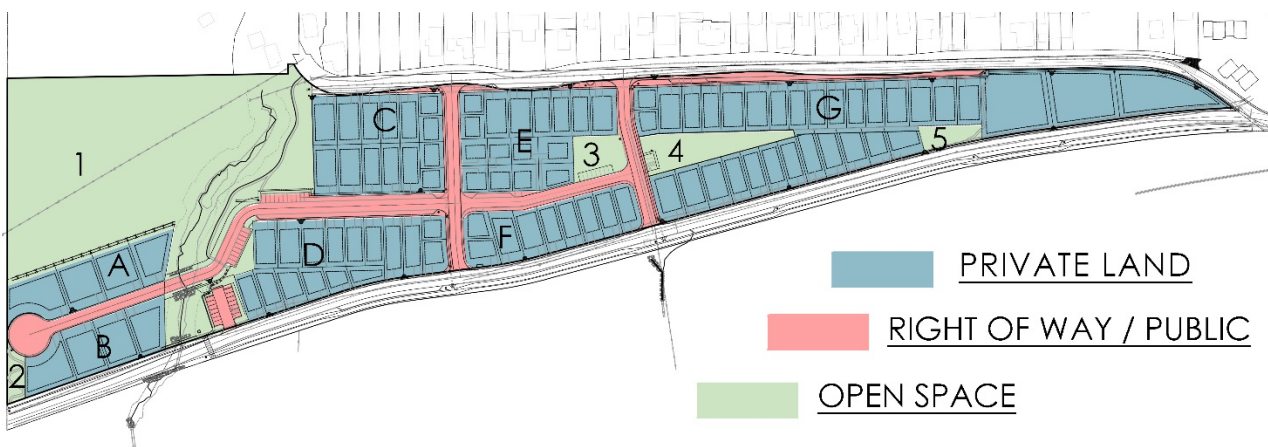 1
A
B
2
C
D
E
3
F
4
G
5
PRIVATE LAND
RIGHT OF WAY / PUBLIC
OPEN SPACE